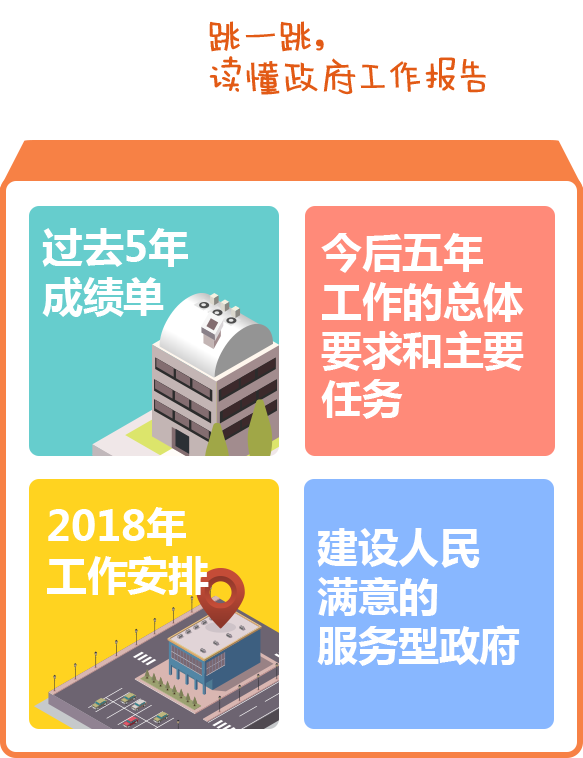 跳一跳，
读懂政府工作报告
过去5年
成绩单
今后五年
工作的总体
要求和主要
任务
2018年
工作安排
建设人民
满意的
服务型政府